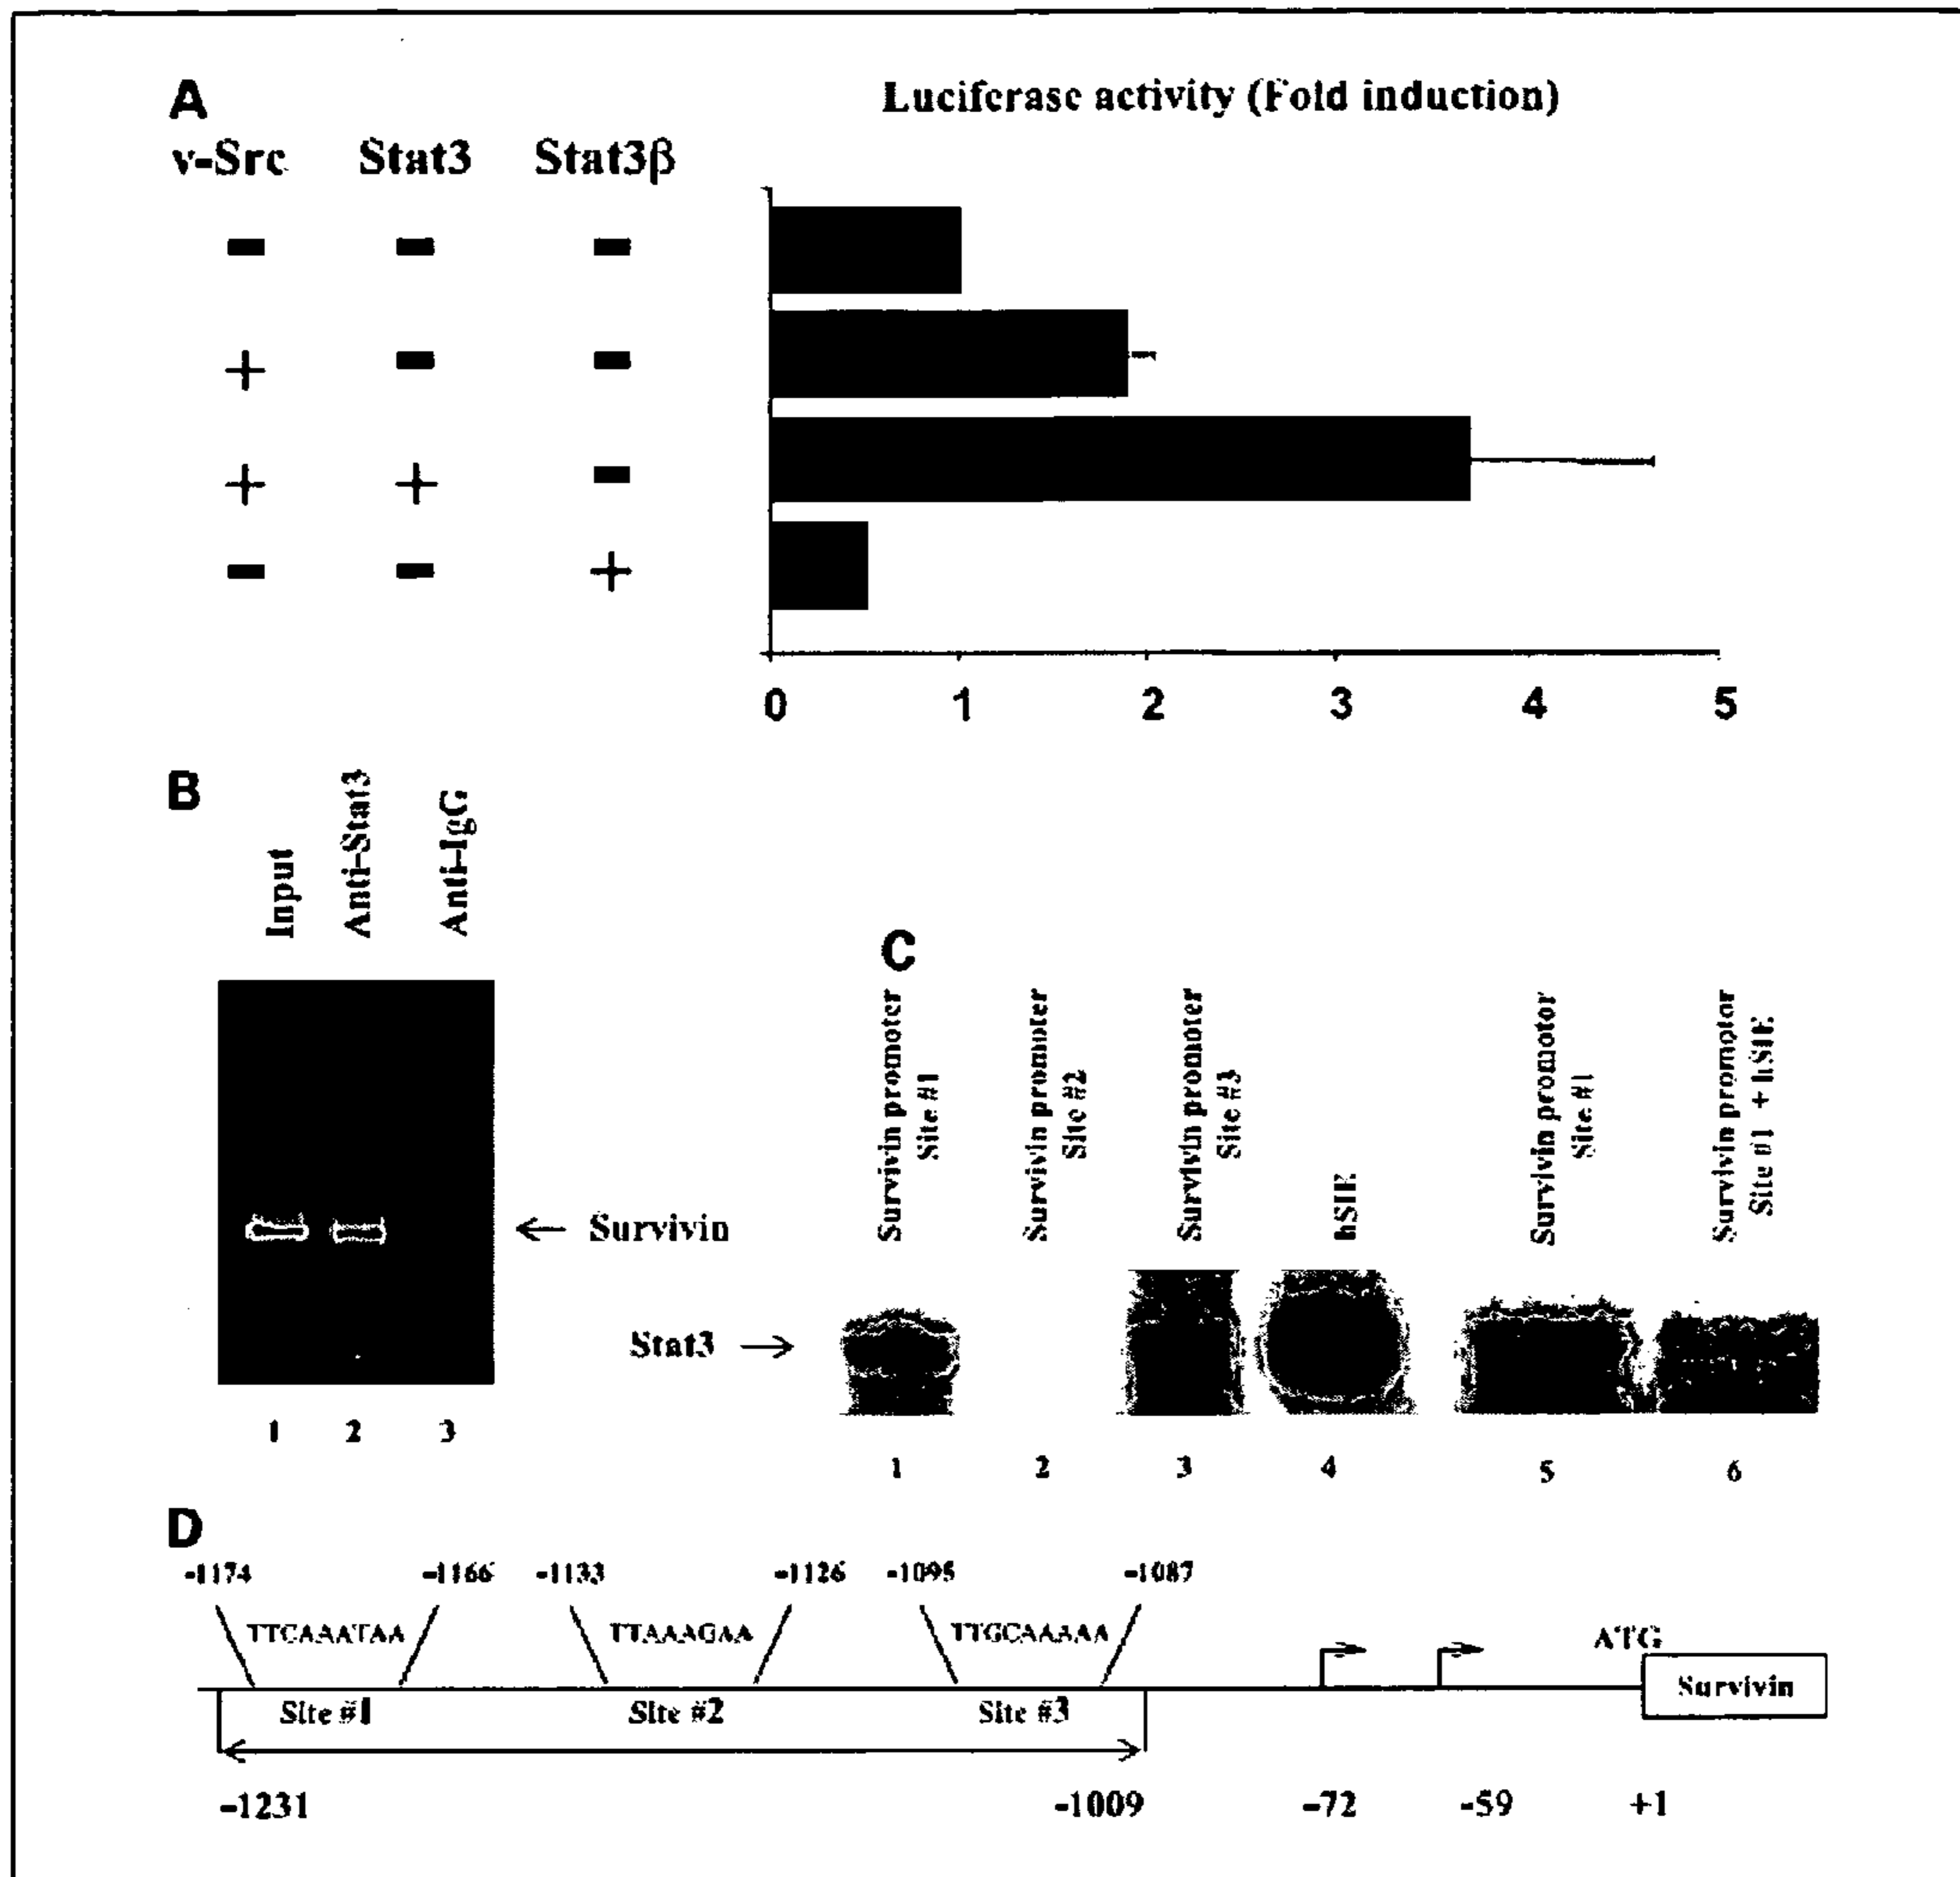 A
Luciferase activity (Fold induction)
v-Src Stat3 Stat3β
- - -
+ - -
+ + -
- - +
0 1 2 3 4 5
B
Input
Anti-Stat3
Anti-IgG
← Survivin
1 2 3
C
Survivin promoter
Site #1
Survivin promoter
Site #2
Survivin promoter
Site #3
hSIE
Survivin promotor
Site #1
Survivin promotor
Site #1 + hSIE
Stat3 →
1 2 3 4 5 6
D
-1174 -1166 -1133 -1126 -1095 -1087
TTCAAATAA TTAAAGAA TTGCAAAAA ATG
Site #1 Site #2 Site #3 Survivin
-1231 -1009 -72 -59 +1